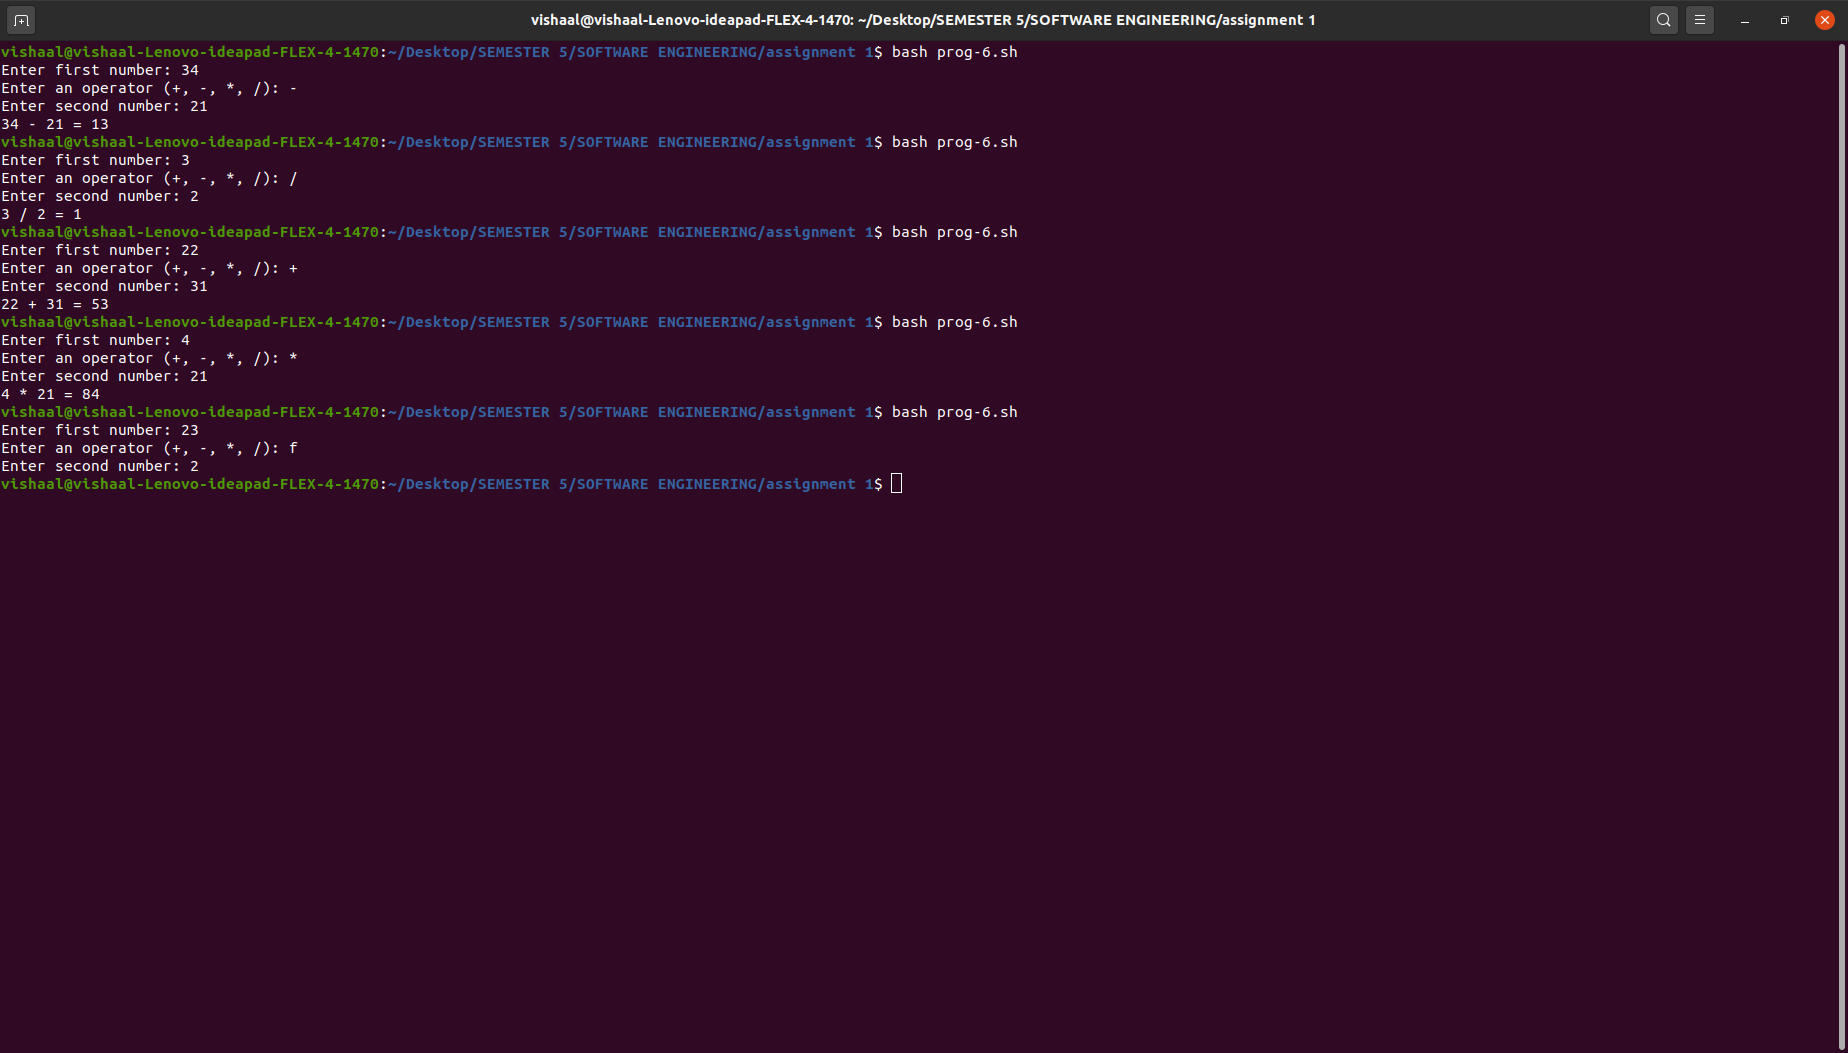 vishaal@vishaal-Lenovo-ideapad-FLEX-4-1470: ~/Desktop/SEMESTER 5/SOFTWARE ENGINEERING/assignment 1
vishaal@vishaal-Lenovo-ideapad-FLEX-4-1470:~/Desktop/SEMESTER 5/SOFTWARE ENGINEERING/assignment 1$ bash prog-6.sh
Enter first number: 34
Enter an operator (+, -, *, /): -
Enter second number: 21
34 - 21 = 13
vishaal@vishaal-Lenovo-ideapad-FLEX-4-1470:~/Desktop/SEMESTER 5/SOFTWARE ENGINEERING/assignment 1$ bash prog-6.sh
Enter first number: 3
Enter an operator (+, -, *, /): /
Enter second number: 2
3 / 2 = 1
vishaal@vishaal-Lenovo-ideapad-FLEX-4-1470:~/Desktop/SEMESTER 5/SOFTWARE ENGINEERING/assignment 1$ bash prog-6.sh
Enter first number: 22
Enter an operator (+, -, *, /): +
Enter second number: 31
22 + 31 = 53
vishaal@vishaal-Lenovo-ideapad-FLEX-4-1470:~/Desktop/SEMESTER 5/SOFTWARE ENGINEERING/assignment 1$ bash prog-6.sh
Enter first number: 4
Enter an operator (+, -, *, /): *
Enter second number: 21
4 * 21 = 84
vishaal@vishaal-Lenovo-ideapad-FLEX-4-1470:~/Desktop/SEMESTER 5/SOFTWARE ENGINEERING/assignment 1$ bash prog-6.sh
Enter first number: 23
Enter an operator (+, -, *, /): f
Enter second number: 2
vishaal@vishaal-Lenovo-ideapad-FLEX-4-1470:~/Desktop/SEMESTER 5/SOFTWARE ENGINEERING/assignment 1$